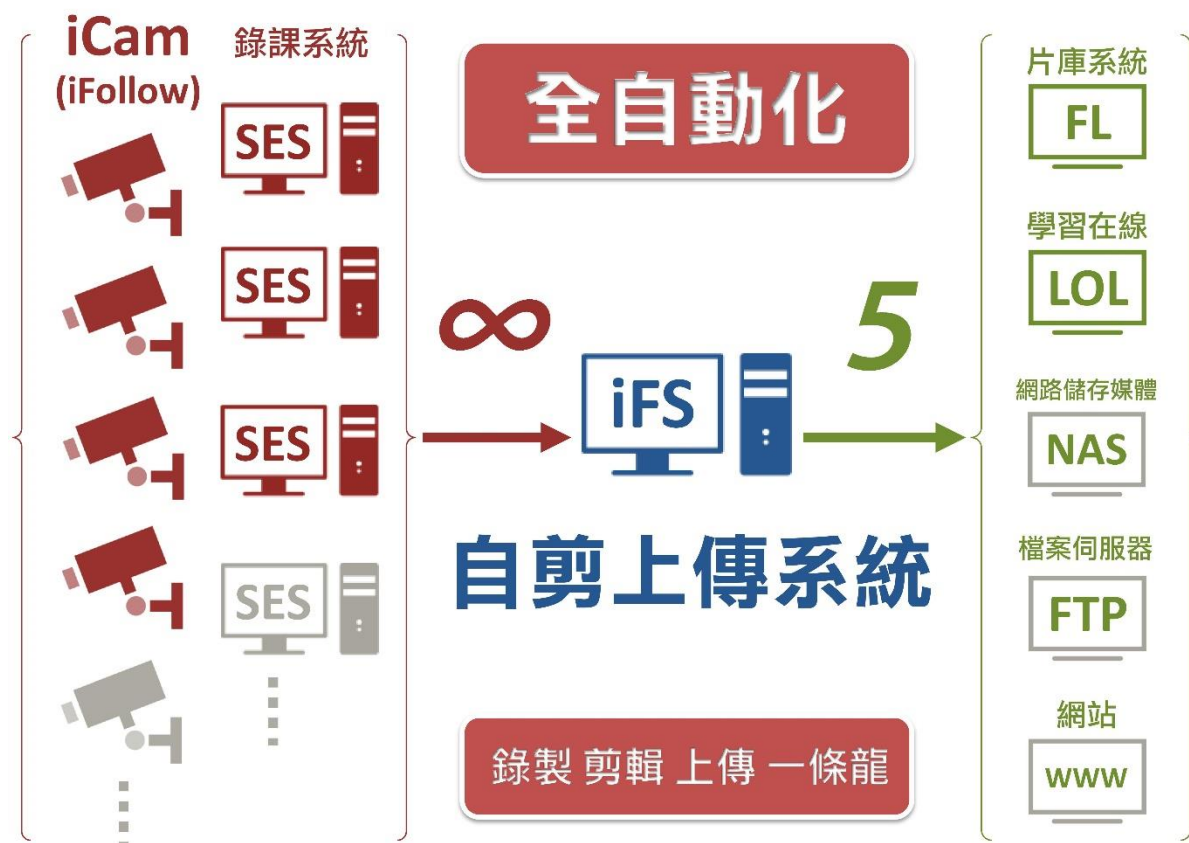 iCam
(iFollow)
錄課系統
SES
SES
SES
SES
全自動化
∞
5
iFS
自剪上傳系統
錄製 剪輯 上傳 一條龍
片庫系統
FL
學習在線
LOL
網路儲存媒體
NAS
檔案伺服器
FTP
網站
www